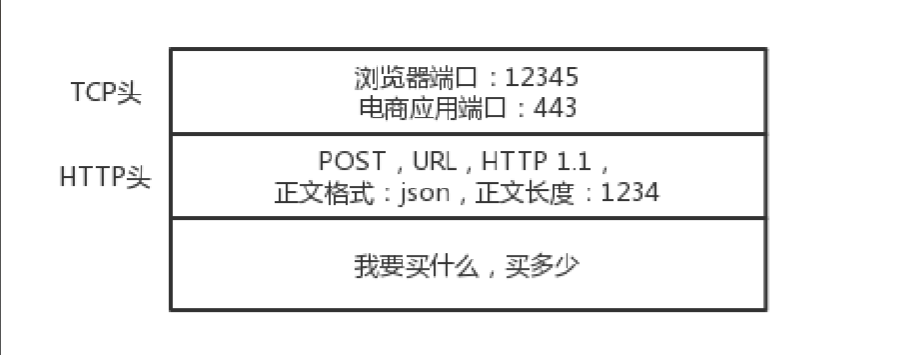 TCP头
浏览器端口：12345
电商应用端口：443
HTTP头
POST，URL，HTTP 1.1，
正文格式：json，正文长度：1234
我要买什么，买多少